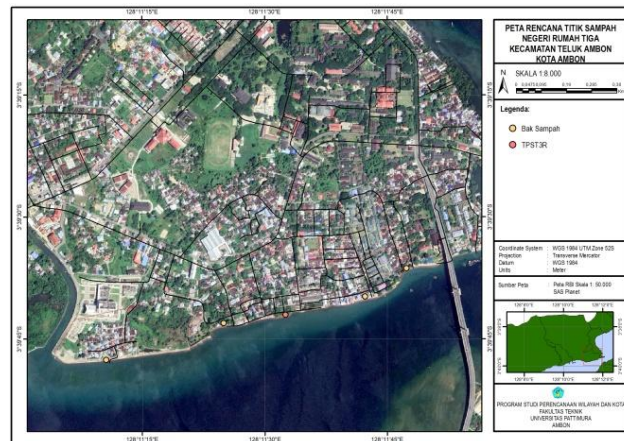 128°11'15"E 128°11'30"E 128°11'45"E
3°39'15"S
3°39'30"S
3°39'45"S
128°11'15"E 128°11'30"E 128°11'45"E
PETA RENCANA TITIK SAMPAH
NEGERI RUMAH TIGA
KECAMATAN TELUK AMBON
KOTA AMBON
N
SKALA 1:8.000
Legenda:
Bak Sampah
TPST3R
Coordinate System : WGS 1984 UTM Zone 52S
Projection : Transverse Mercator
Datum : WGS 1984
Units : Meter
Sumber Peta : Peta RBI Skala 1 : 50.000
SAS Planet
PROGRAM STUDI PERENCANAAN WILAYAH DAN KOTA
FAKULTAS TEKNIK
UNIVERSITAS PATTIMURA
AMBON